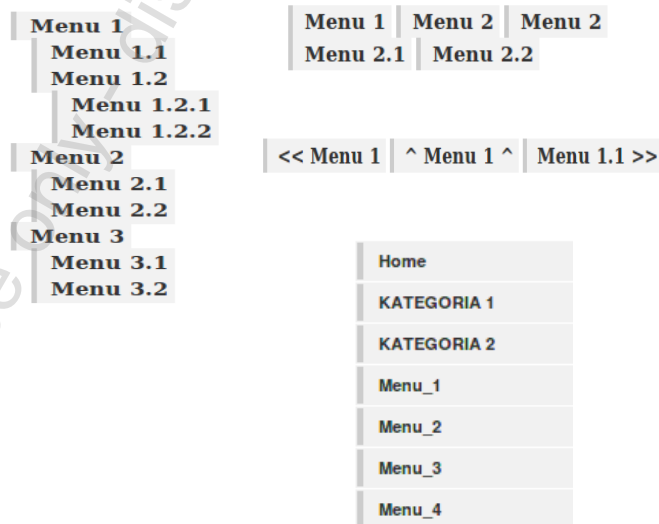 Menu 1
Menu 1.1
Menu 1.2
Menu 1.2.1
Menu 1.2.2
Menu 2
Menu 2.1
Menu 2.2
Menu 3
Menu 3.1
Menu 3.2
Menu 1 Menu 2 Menu 2
Menu 2.1 Menu 2.2
<< Menu 1 ^ Menu 1 ^ Menu 1.1 >>
Home
KATEGORIA 1
KATEGORIA 2
Menu_1
Menu_2
Menu_3
Menu_4
e only - dis